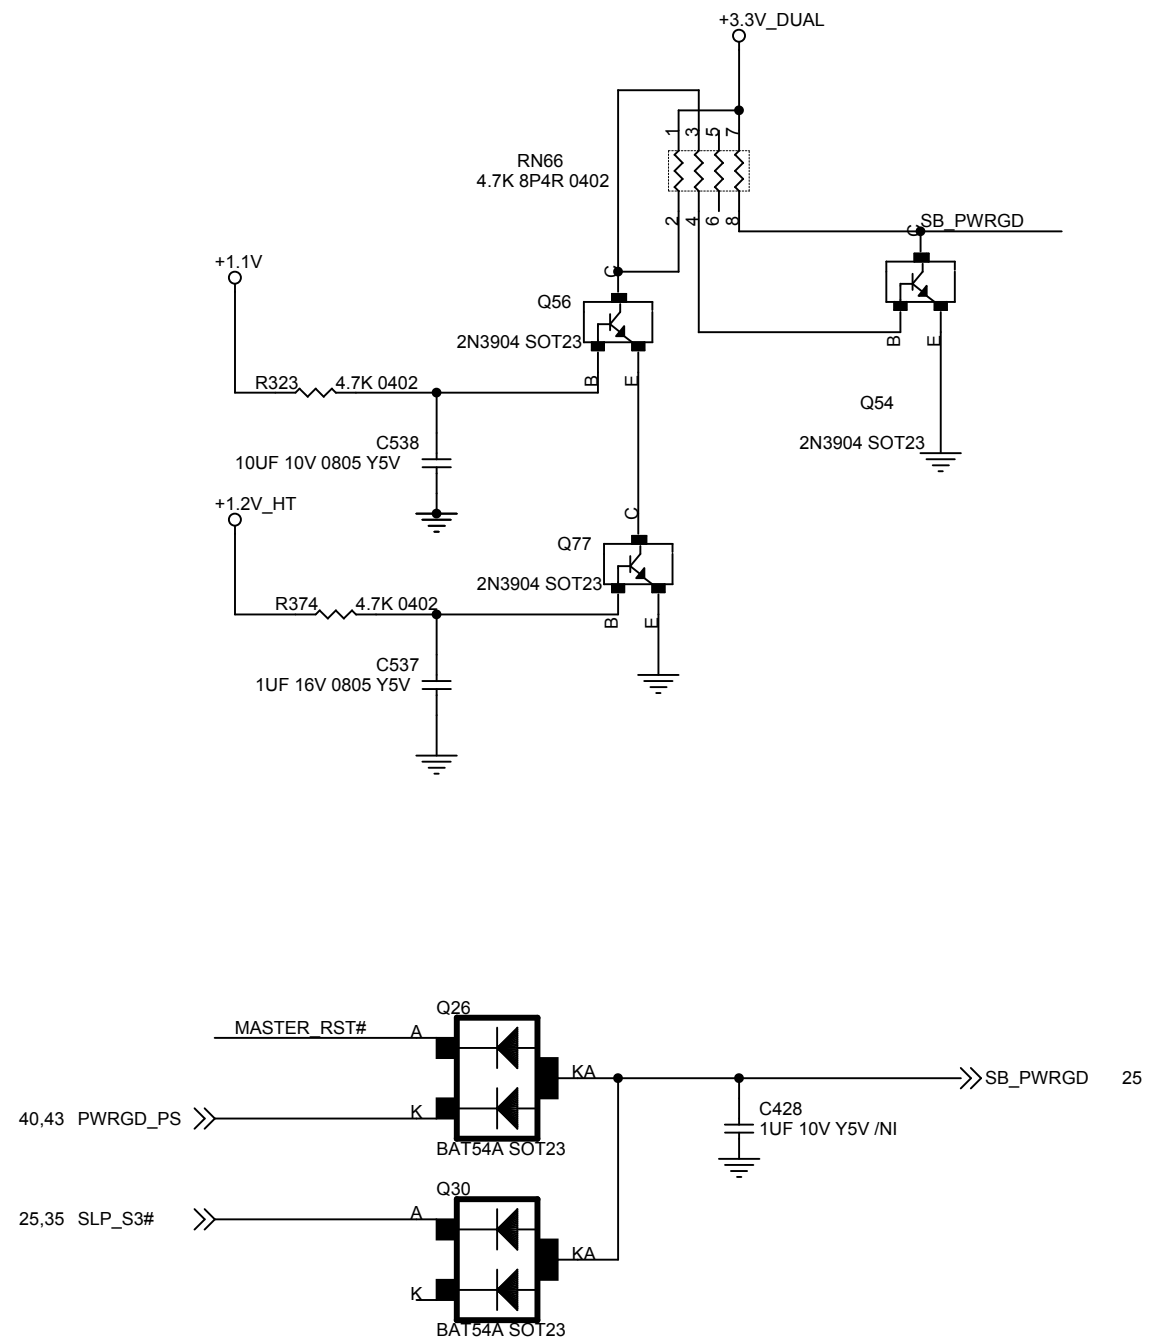 +3.3V_DUAL
1 3 5 7
RN66
4.7K 8P4R 0402
2 4 6 8
SB_PWRGD
C
+1.1V
C
Q56
2N3904 SOT23
B E
R323 4.7K 0402
B E
Q54
2N3904 SOT23
C538
10UF 10V 0805 Y5V
+1.2V_HT
C
Q77
2N3904 SOT23
R374 4.7K 0402
B E
C537
1UF 16V 0805 Y5V
Q26
MASTER_RST# A
KA
SB_PWRGD 25
40,43 PWRGD_PS K
C428
1UF 10V Y5V /NI
BAT54A SOT23
Q30
25,35 SLP_S3# A
KA
K
BAT54A SOT23